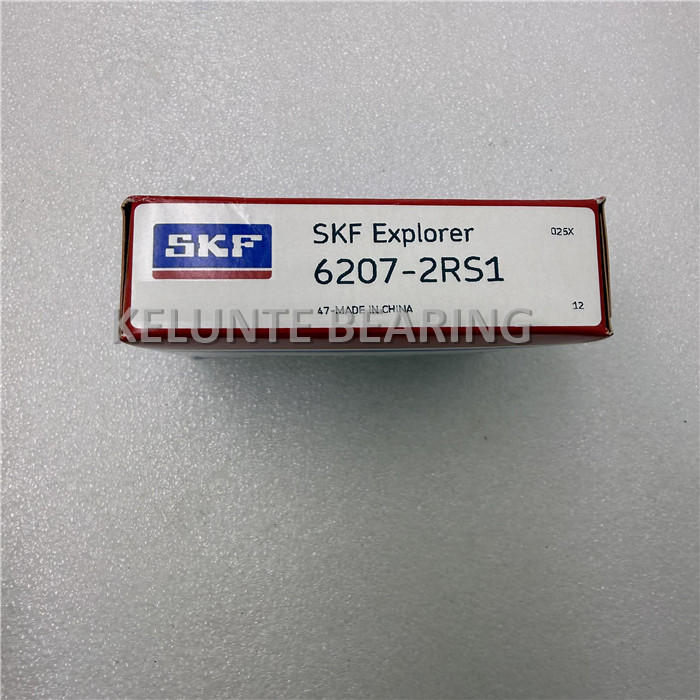 SKF
SKF Explorer
025X
6207-2RS1
47-MADE IN CHINA
12
KELUNTE BEARING